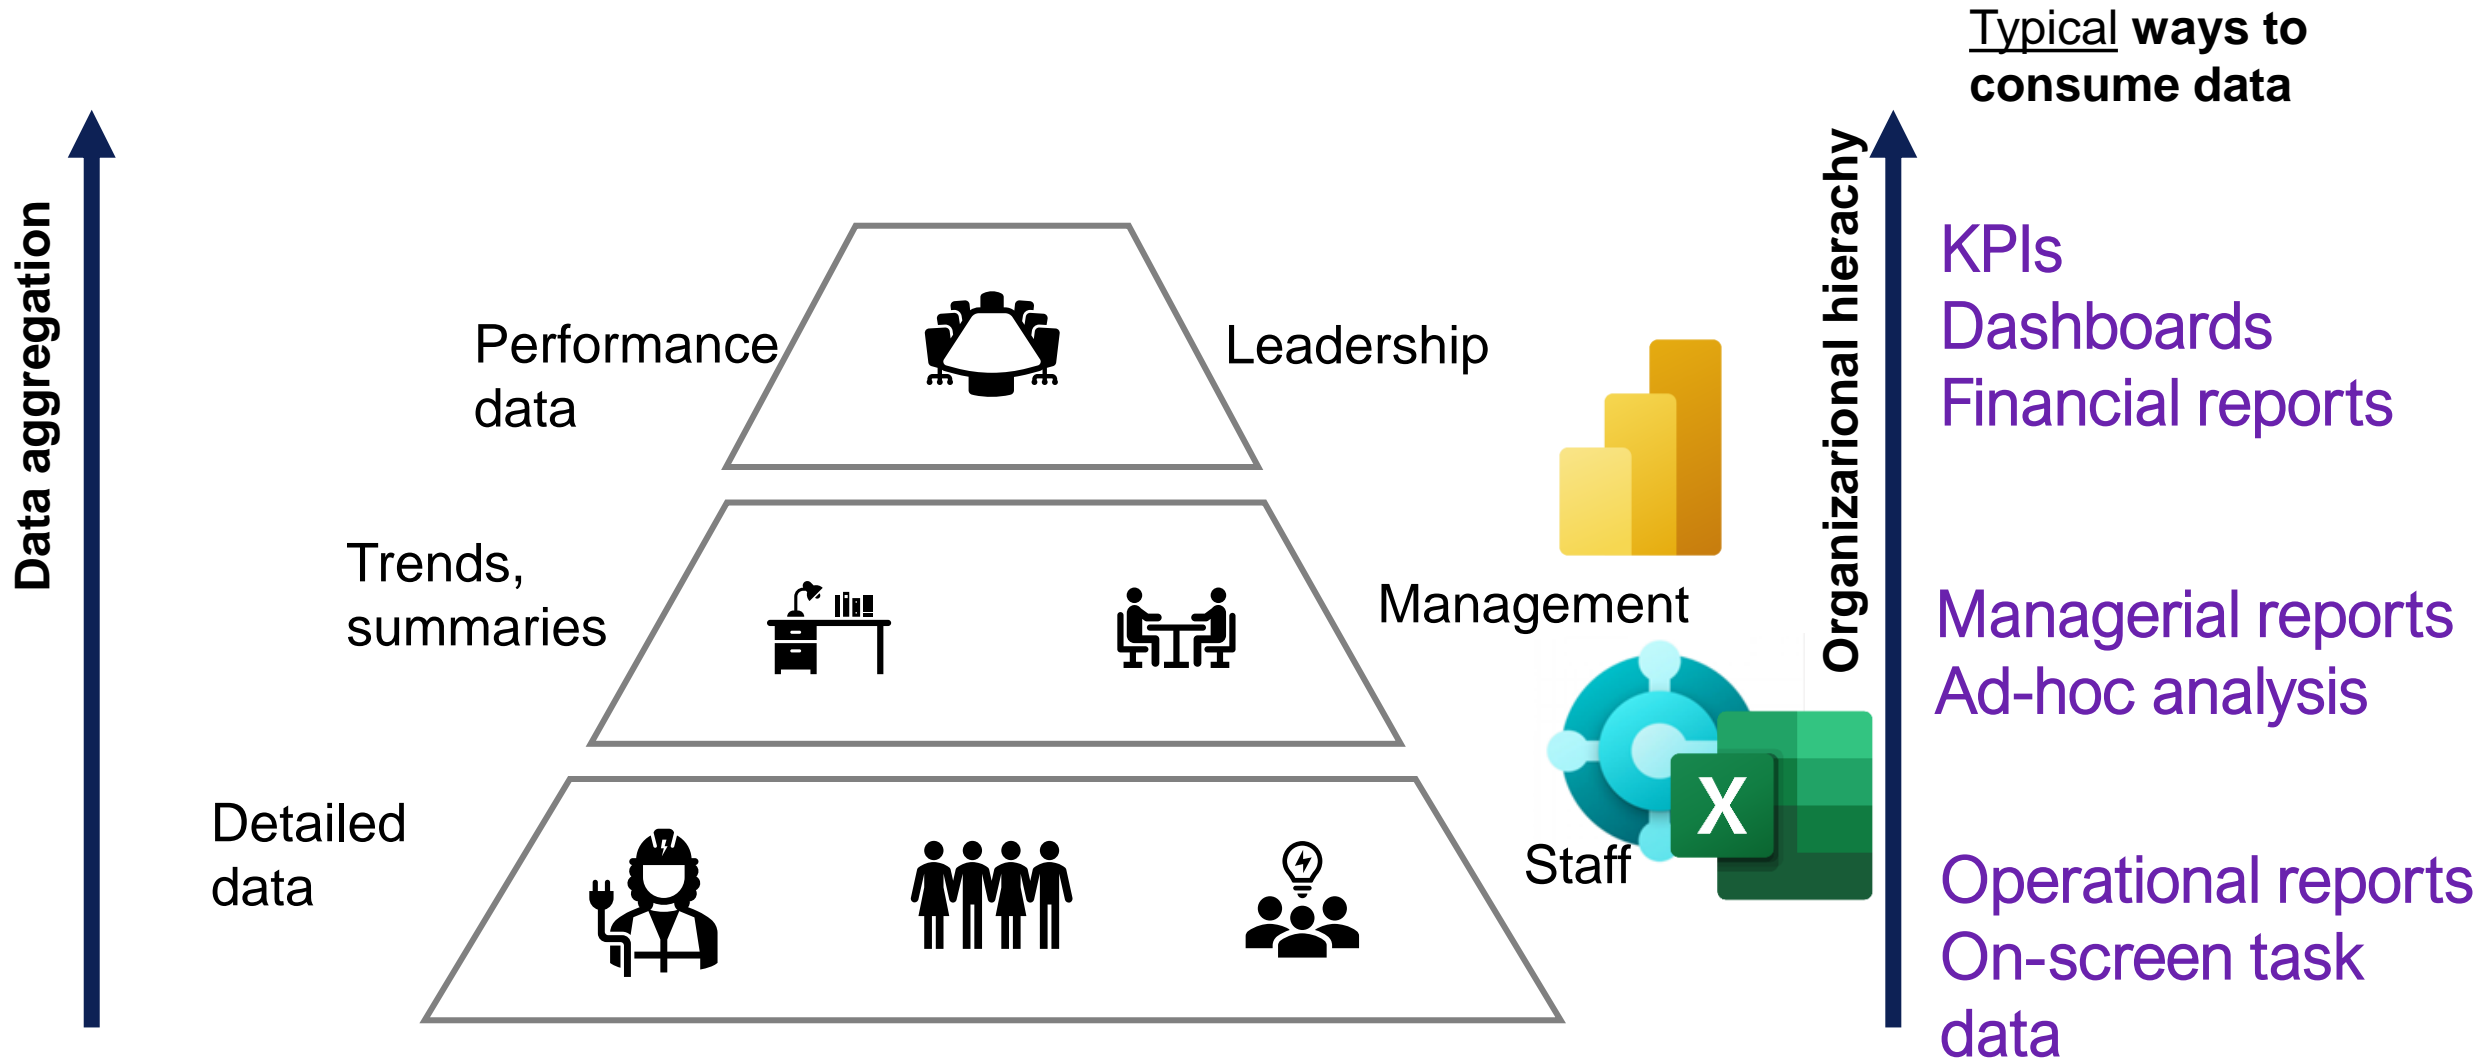 Typical ways to
consume data
Data aggregation
Organizarional hierachy
Performance
data
Leadership
KPIs
Dashboards
Financial reports
Trends,
summaries
Management
Managerial reports
Ad-hoc analysis
Detailed
data
Staff
X
Operational reports
On-screen task
data